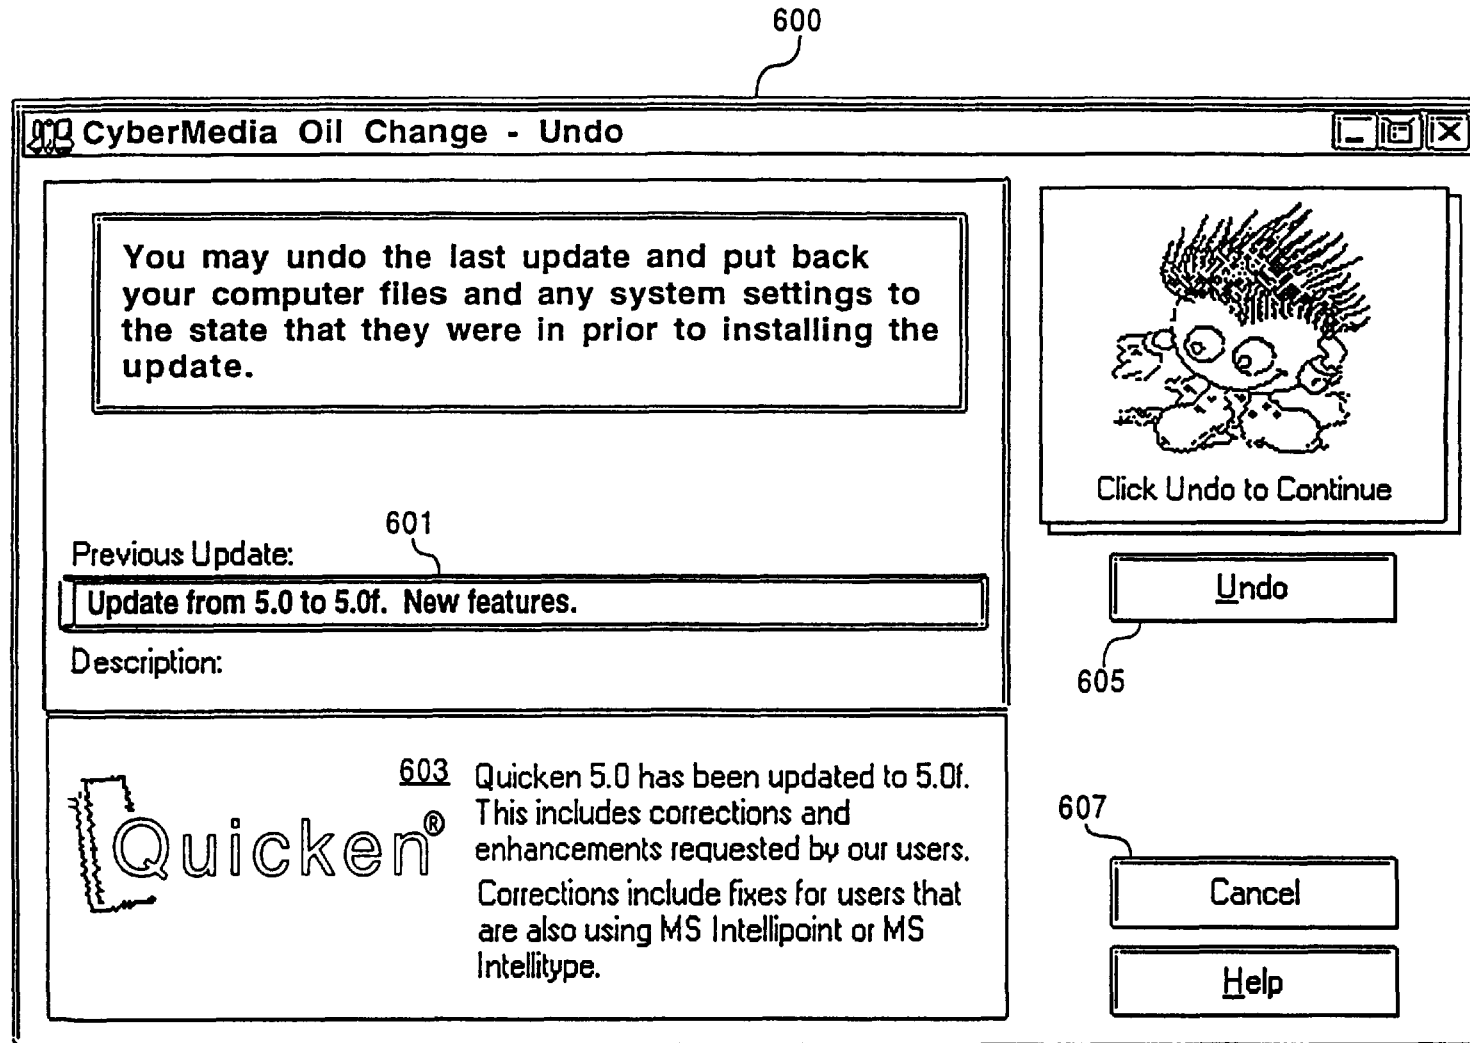 600
CyberMedia Oil Change - Undo
You may undo the last update and put back
your computer files and any system settings to
the state that they were in prior to installing the
update.
Click Undo to Continue
601
Previous Update:
Update from 5.0 to 5.0f. New features.
Undo
605
Description:
603
Quicken®
Quicken 5.0 has been updated to 5.0f.
This includes corrections and
enhancements requested by our users.
Corrections include fixes for users that
are also using MS Intellipoint or MS
Intellitype.
607
Cancel
Help